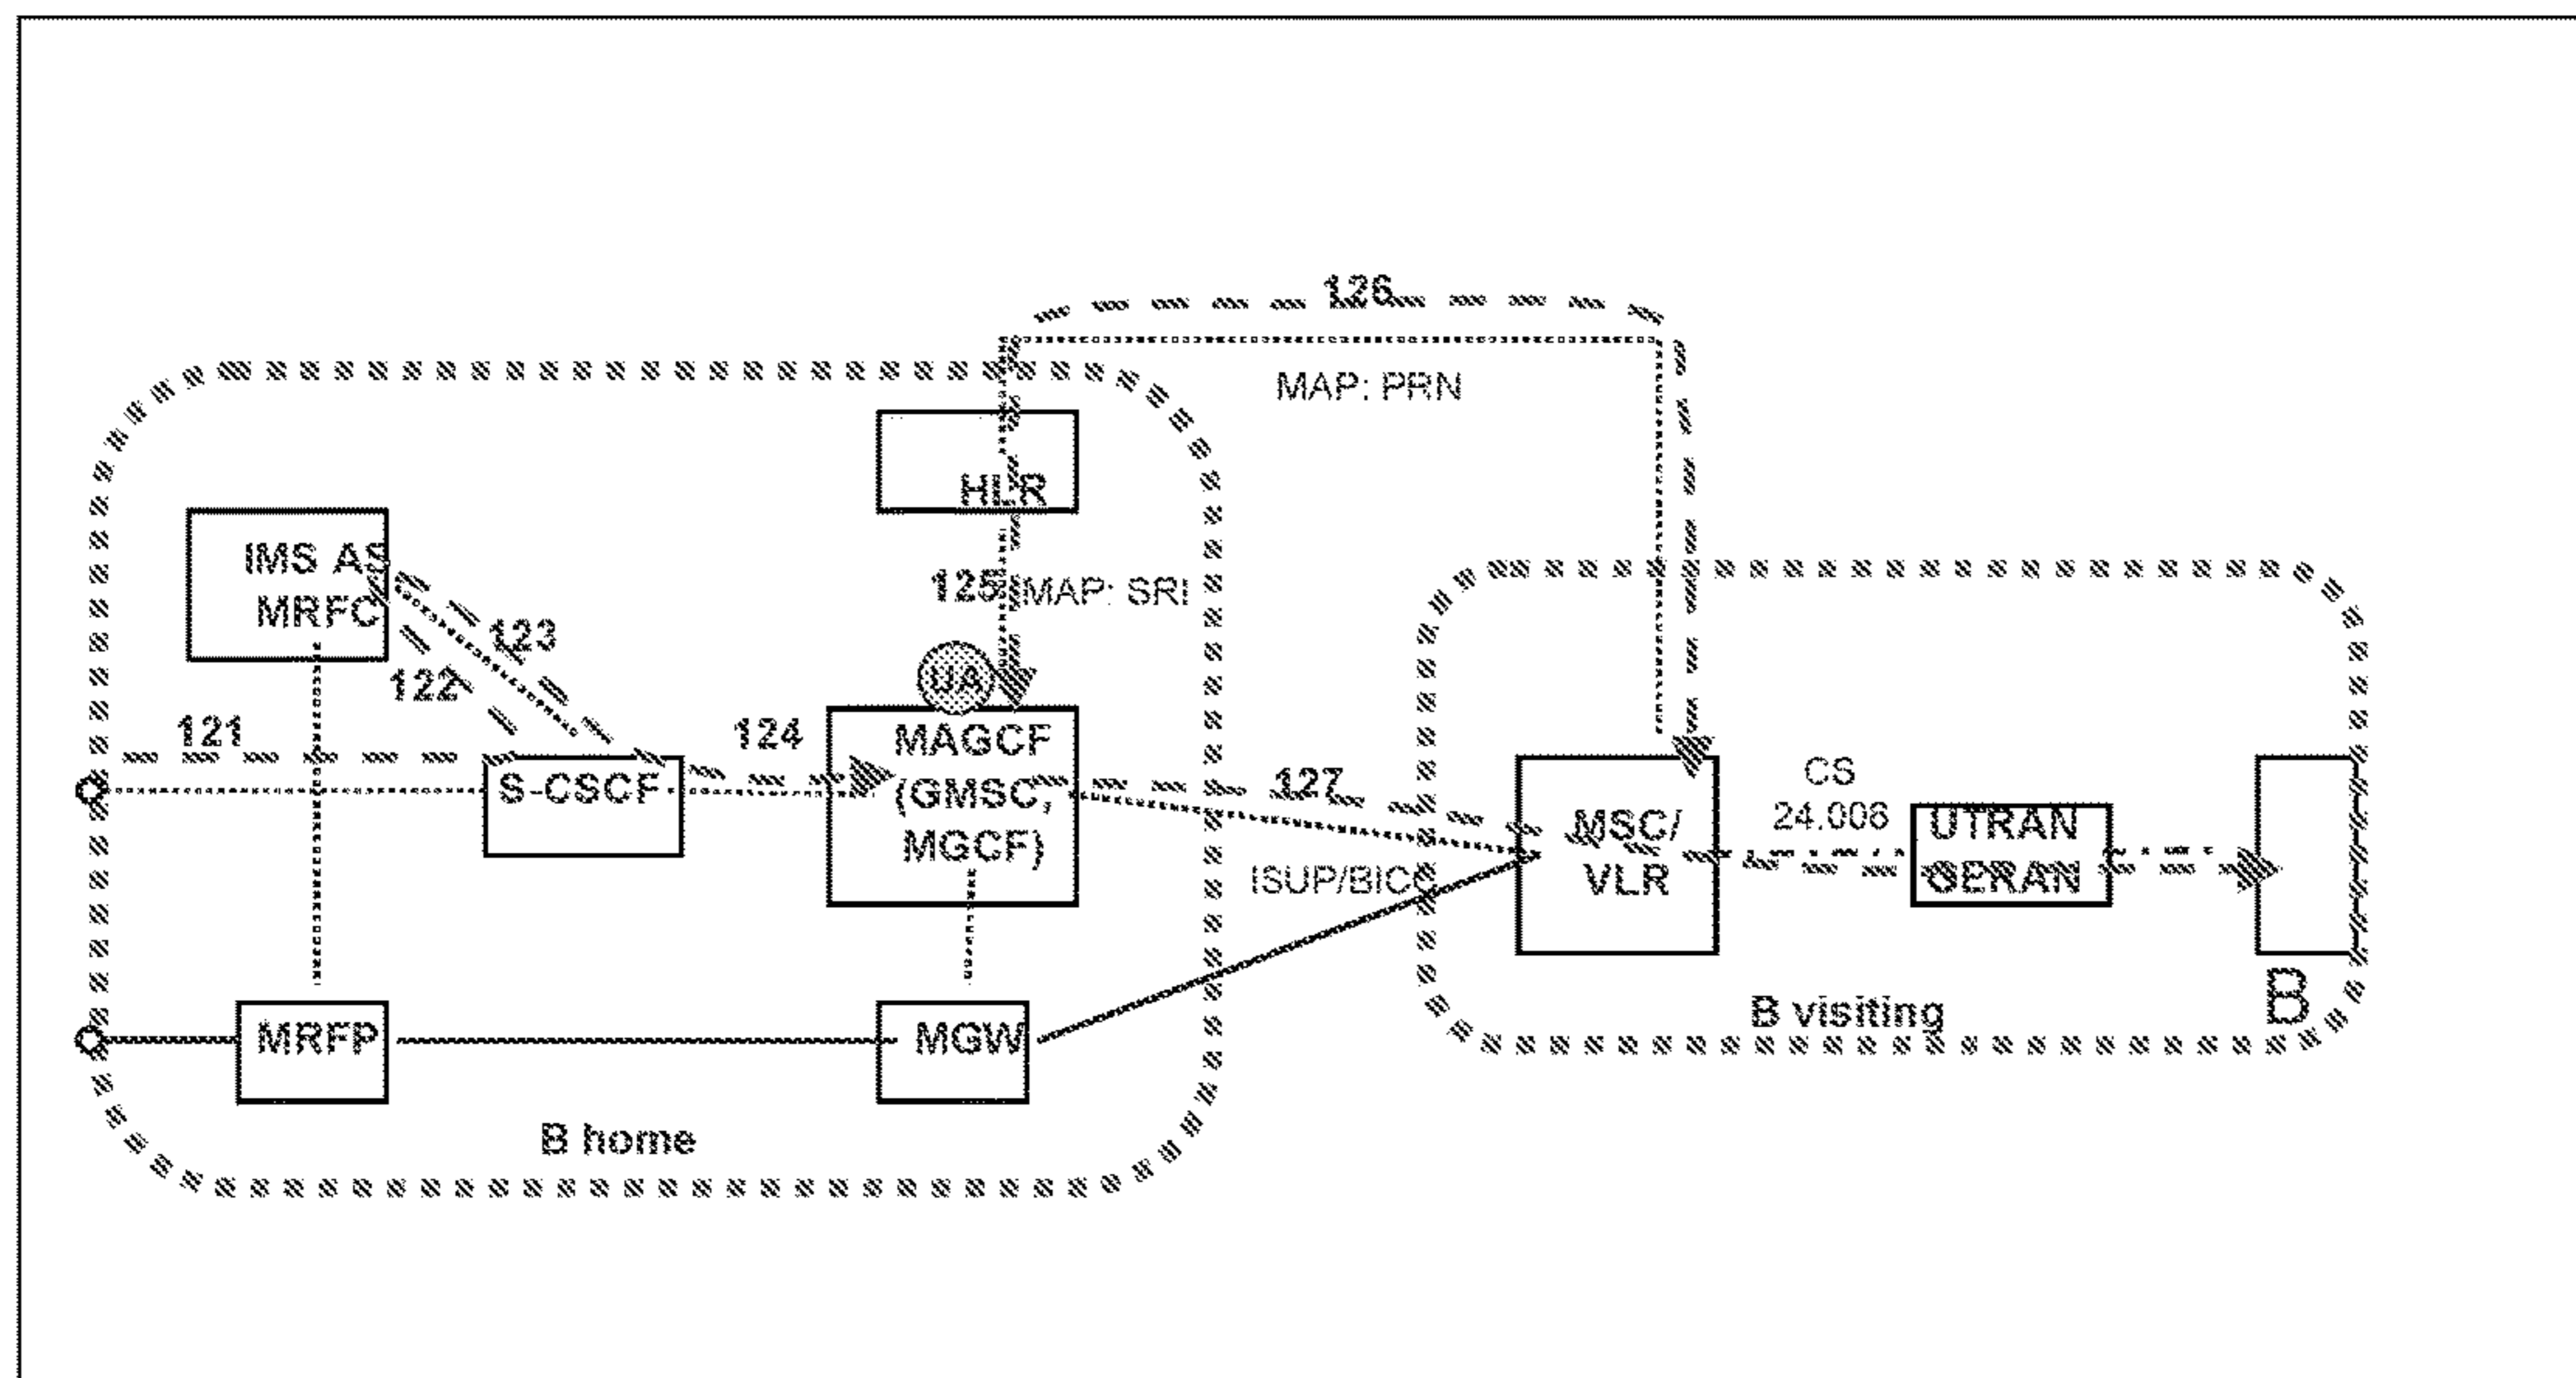 126
MAP: PRN
HLR
IMS AS
MRFC
125
MAP: SRI
123
122
UA
121
124
MAGCF
(GMSC,
MGCF)
S-CSCF
127
ISUP/BICC
MSC/
VLR
CS
24.008
UTRAN
GERAN
B
MRFP
MGW
B visiting
B home